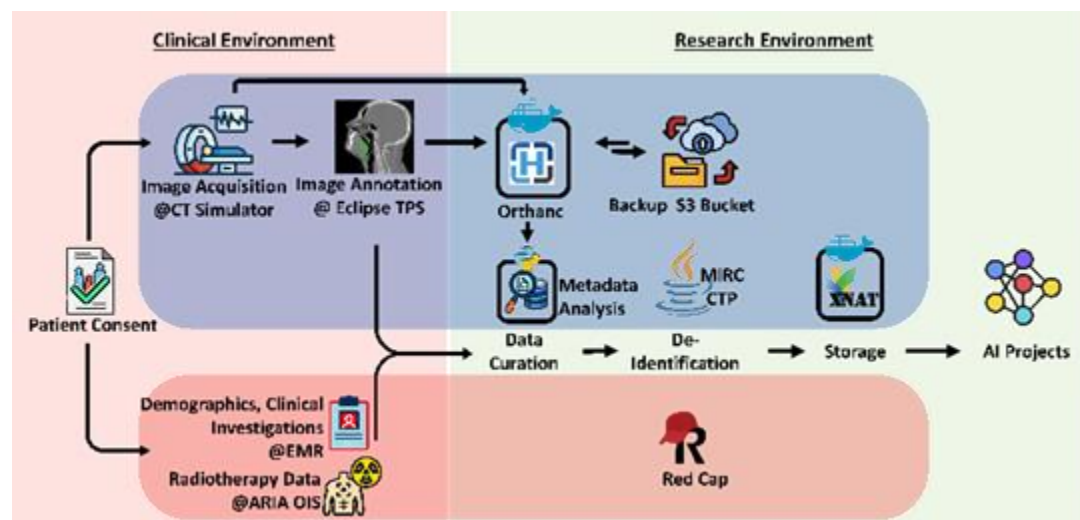 Clinical Environment
Research Environment
Image Acquisition
@CT Simulator
Image Annotation
@ Eclipse TPS
Orthanc
Backup S3 Bucket
Patient Consent
Metadata
Analysis
MIRC
CTP
XNAT
Data
Curation
De-
Identification
Storage
AI Projects
Demographics, Clinical
Investigations
@EMR
Radiotherapy Data
@ARIA OIS
R
Red Cap